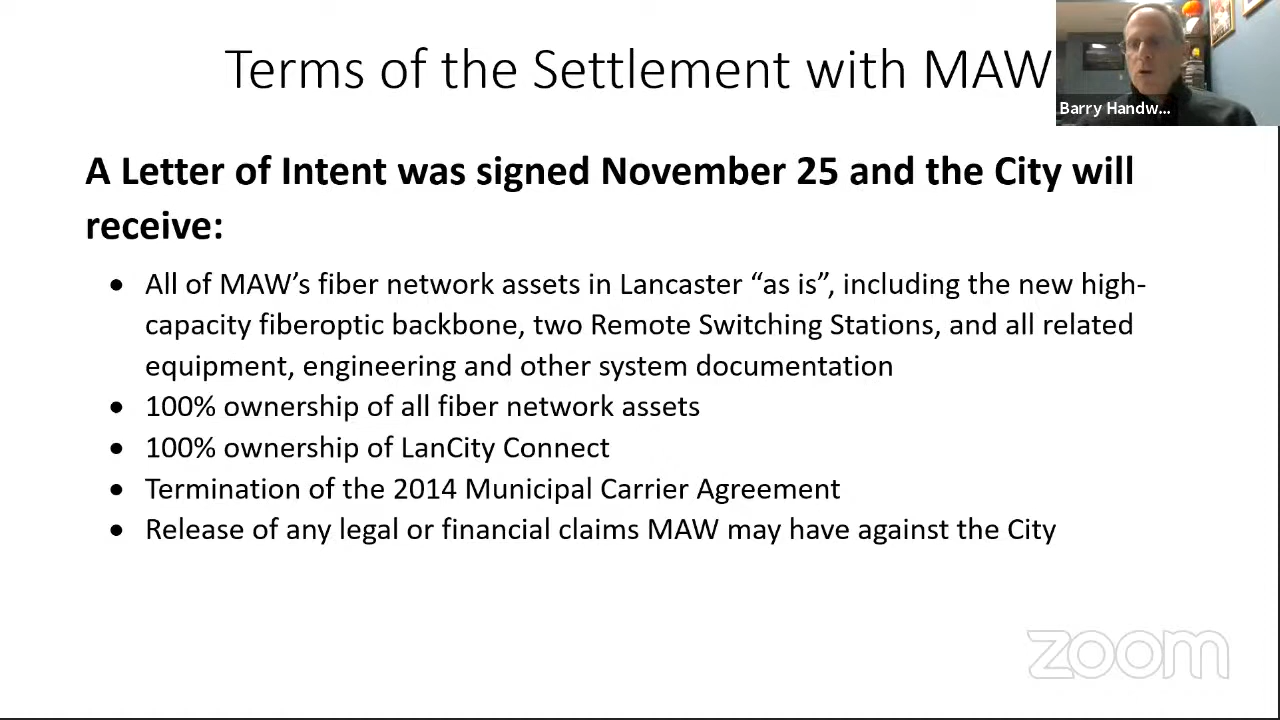 Terms of the Settlement with MAW
Barry Handw...
A Letter of Intent was signed November 25 and the City will
receive:
• All of MAW’s fiber network assets in Lancaster “as is”, including the new high-
capacity fiberoptic backbone, two Remote Switching Stations, and all related
equipment, engineering and other system documentation
• 100% ownership of all fiber network assets
• 100% ownership of LanCity Connect
• Termination of the 2014 Municipal Carrier Agreement
• Release of any legal or financial claims MAW may have against the City
zoom